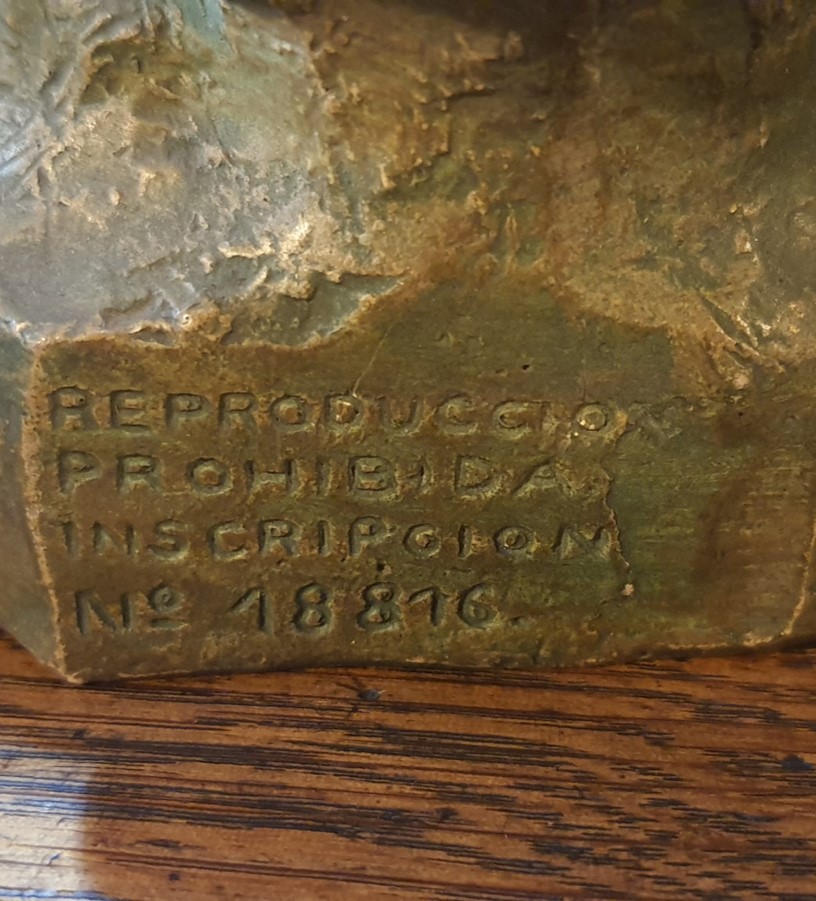 REPRODUCCION
PROHIBIDA
INSCRIPCION
Nº 18816